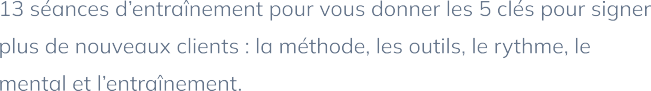 13 séances d’entraînement pour vous donner les 5 clés pour signer
plus de nouveaux clients : la méthode, les outils, le rythme, le
mental et l’entraînement.